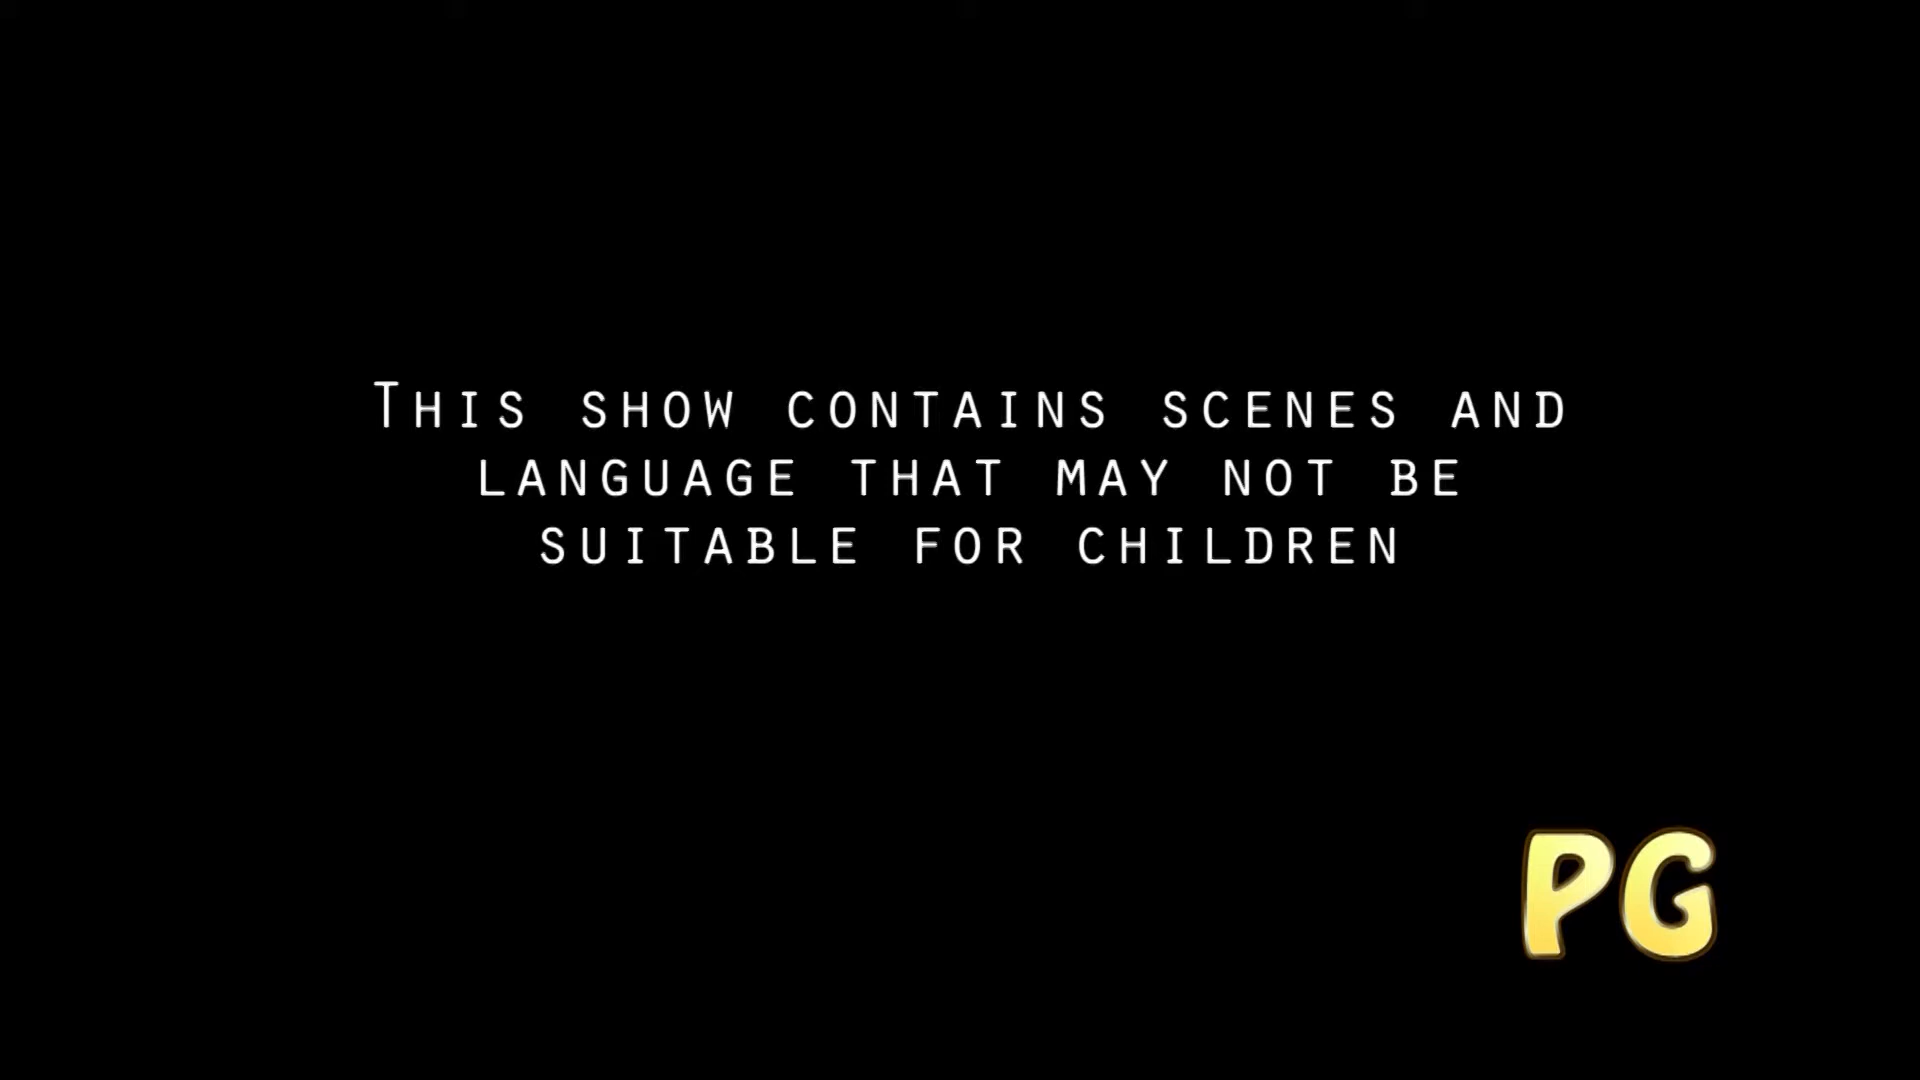 This show contains scenes and
language that may not be
suitable for children
PG